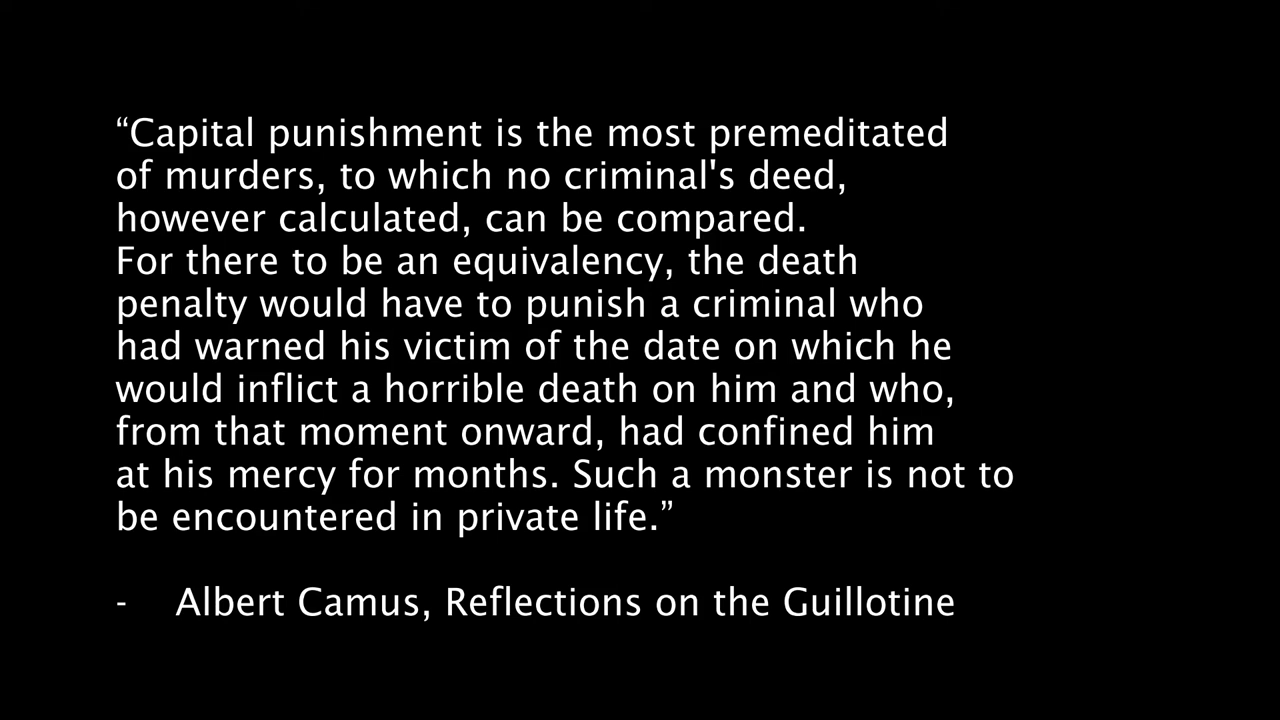 “Capital punishment is the most premeditated
of murders, to which no criminal's deed,
however calculated, can be compared.
For there to be an equivalency, the death
penalty would have to punish a criminal who
had warned his victim of the date on which he
would inflict a horrible death on him and who,
from that moment onward, had confined him
at his mercy for months. Such a monster is not to
be encountered in private life.”
- Albert Camus, Reflections on the Guillotine